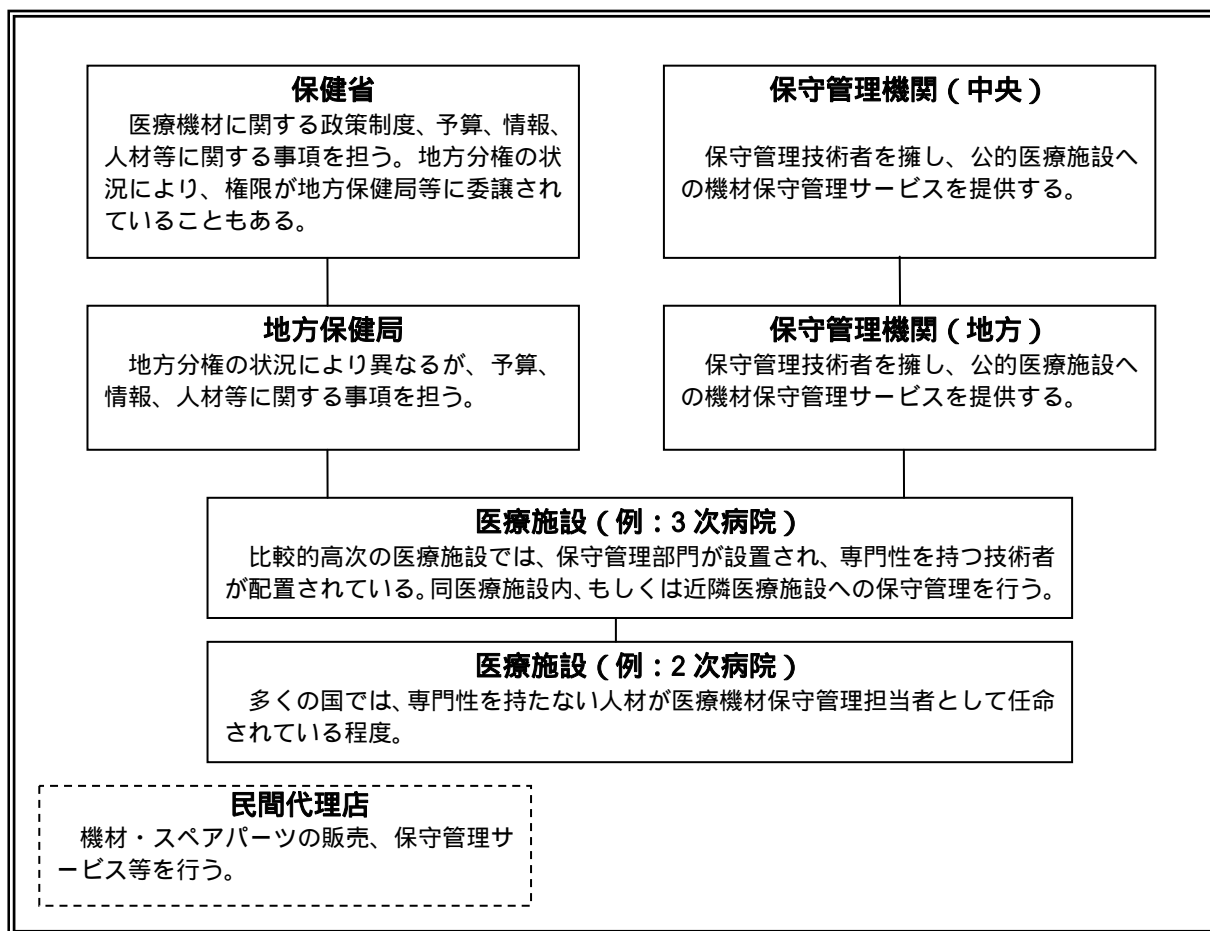 保健省
医療機材に関する政策制度、予算、情報、
人材等に関する事項を担う。地方分権の状
況により、権限が地方保健局等に委譲され
ていることもある。
保守管理機関（中央）
保守管理技術者を擁し、公的医療施設へ
の機材保守管理サービスを提供する。
地方保健局
地方分権の状況により異なるが、予算、
情報、人材等に関する事項を担う。
保守管理機関（地方）
保守管理技術者を擁し、公的医療施設へ
の機材保守管理サービスを提供する。
医療施設（例：3 次病院）
比較的高次の医療施設では、保守管理部門が設置され、専門性を持つ技術者
が配置されている。同医療施設内、もしくは近隣医療施設への保守管理を行う。
医療施設（例：2 次病院）
多くの国では、専門性を持たない人材が医療機材保守管理担当者として任命
されている程度。
民間代理店
機材・スペアパーツの販売、保守管理サ
ービス等を行う。